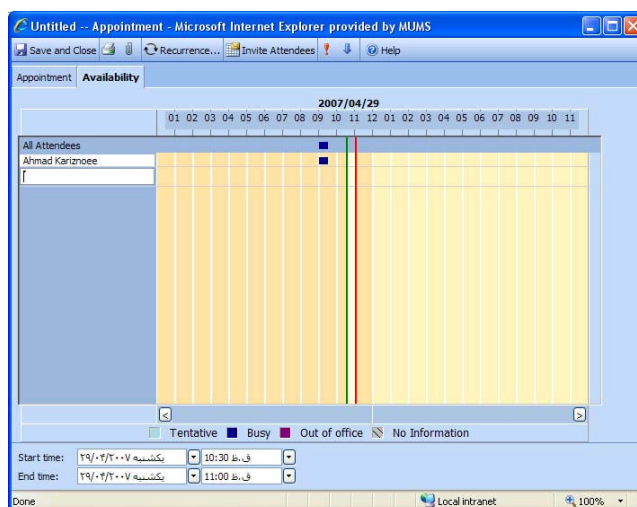 Untitled -- Appointment - Microsoft Internet Explorer provided by MUMS
Save and Close Recurrence... Invite Attendees Help
Appointment Availability
2007/04/29
01 02 03 04 05 06 07 08 09 10 11 12 01 02 03 04 05 06 07 08 09 10 11
All Attendees
Ahmad Kariznoee
Tentative Busy Out of office No Information
Start time: یکشنبه ۲۹/۰۴/۲۰۰۷ 10:30 ق.ظ
End time: یکشنبه ۲۹/۰۴/۲۰۰۷ 11:00 ق.ظ
Done Local intranet 100%